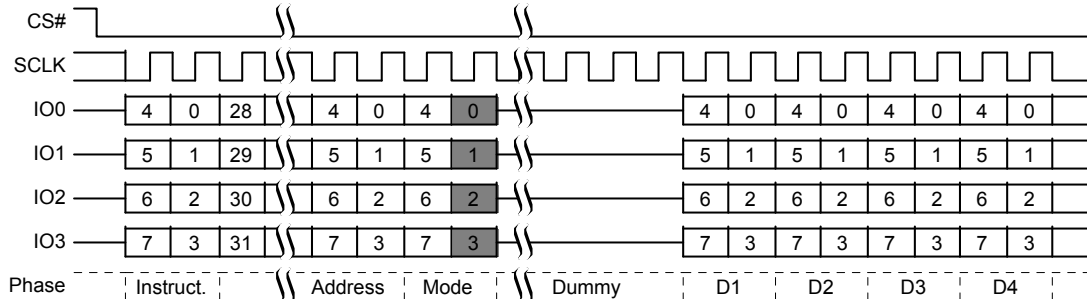 CS#
SCLK
IO0 4 0 28 4 0 4 0 4 0 4 0 4 0 4 0
IO1 5 1 29 5 1 5 1 5 1 5 1 5 1 5 1
IO2 6 2 30 6 2 6 2 6 2 6 2 6 2 6 2
IO3 7 3 31 7 3 7 3 7 3 7 3 7 3 7 3
Phase Instruct. Address Mode Dummy D1 D2 D3 D4